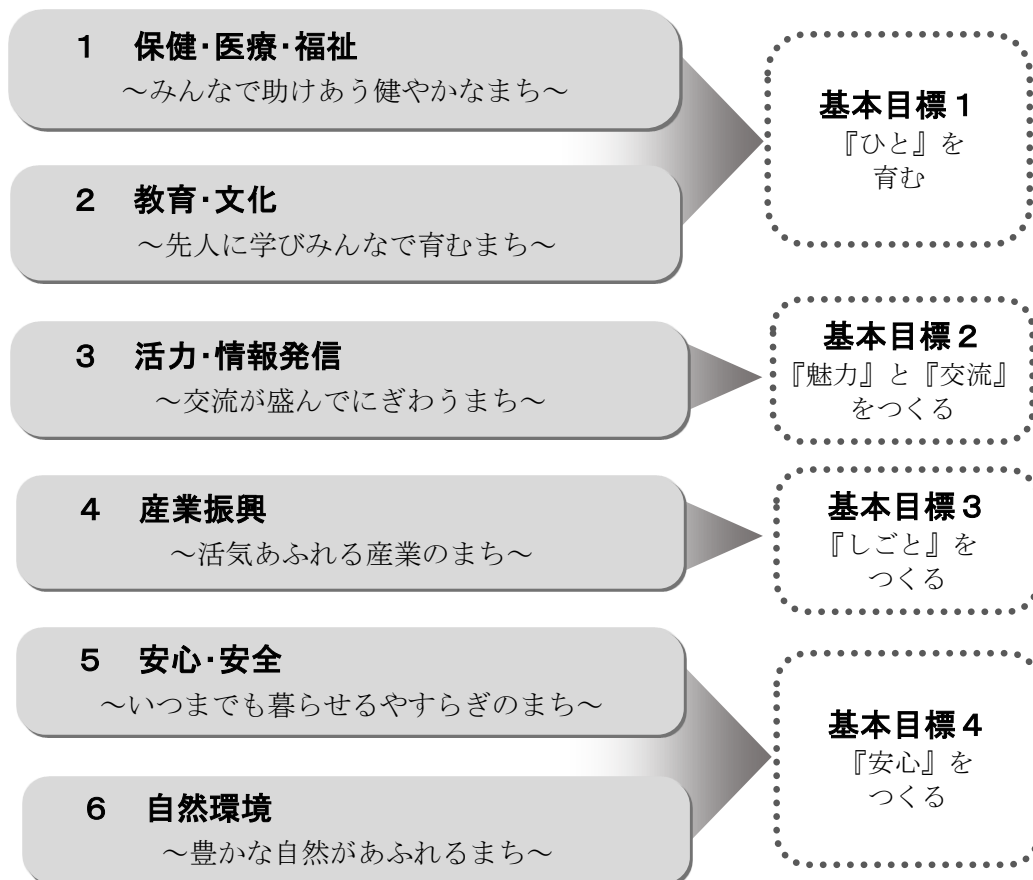 １　保健・医療・福祉
～みんなで助けあう健やかなまち～
２　教育・文化
～先人に学びみんなで育むまち～
基本目標１
『ひと』を
育む
３　活力・情報発信
～交流が盛んでにぎわうまち～
基本目標２
『魅力』と『交流』
をつくる
４　産業振興
～活気あふれる産業のまち～
基本目標３
『しごと』を
つくる
５　安心・安全
～いつまでも暮らせるやすらぎのまち～
６　自然環境
～豊かな自然があふれるまち～
基本目標４
『安心』を
つくる